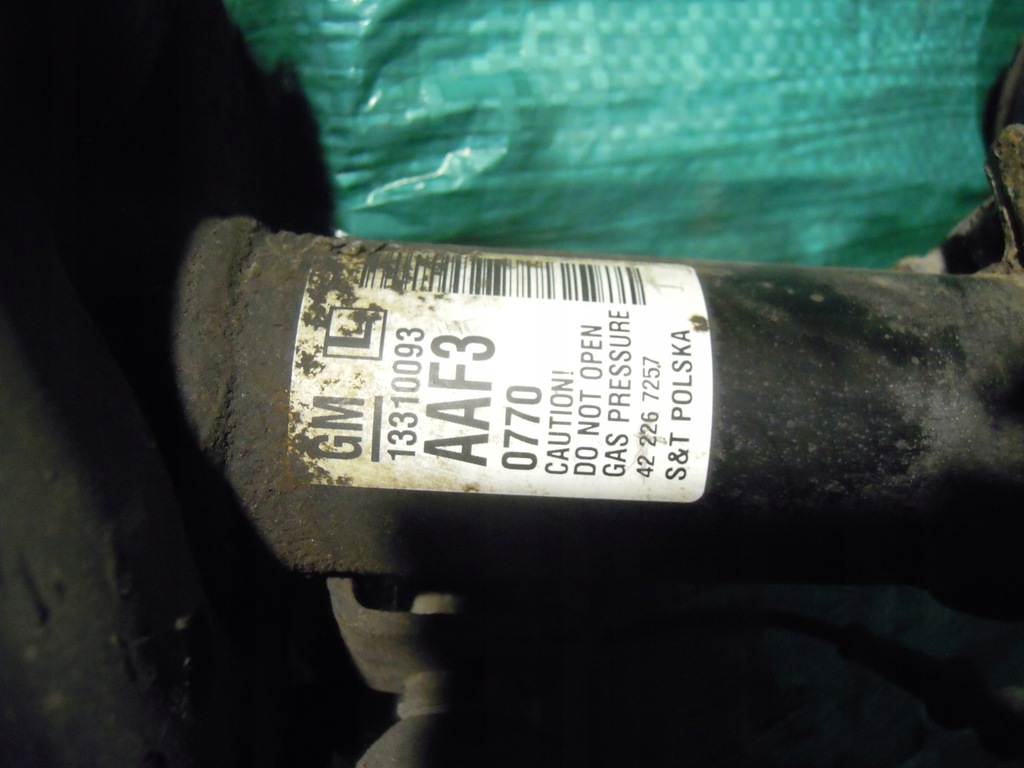 GM L
13310093
AAF3
0770
CAUTION!
DO NOT OPEN
GAS PRESSURE
42 226 7257
S&T POLSKA